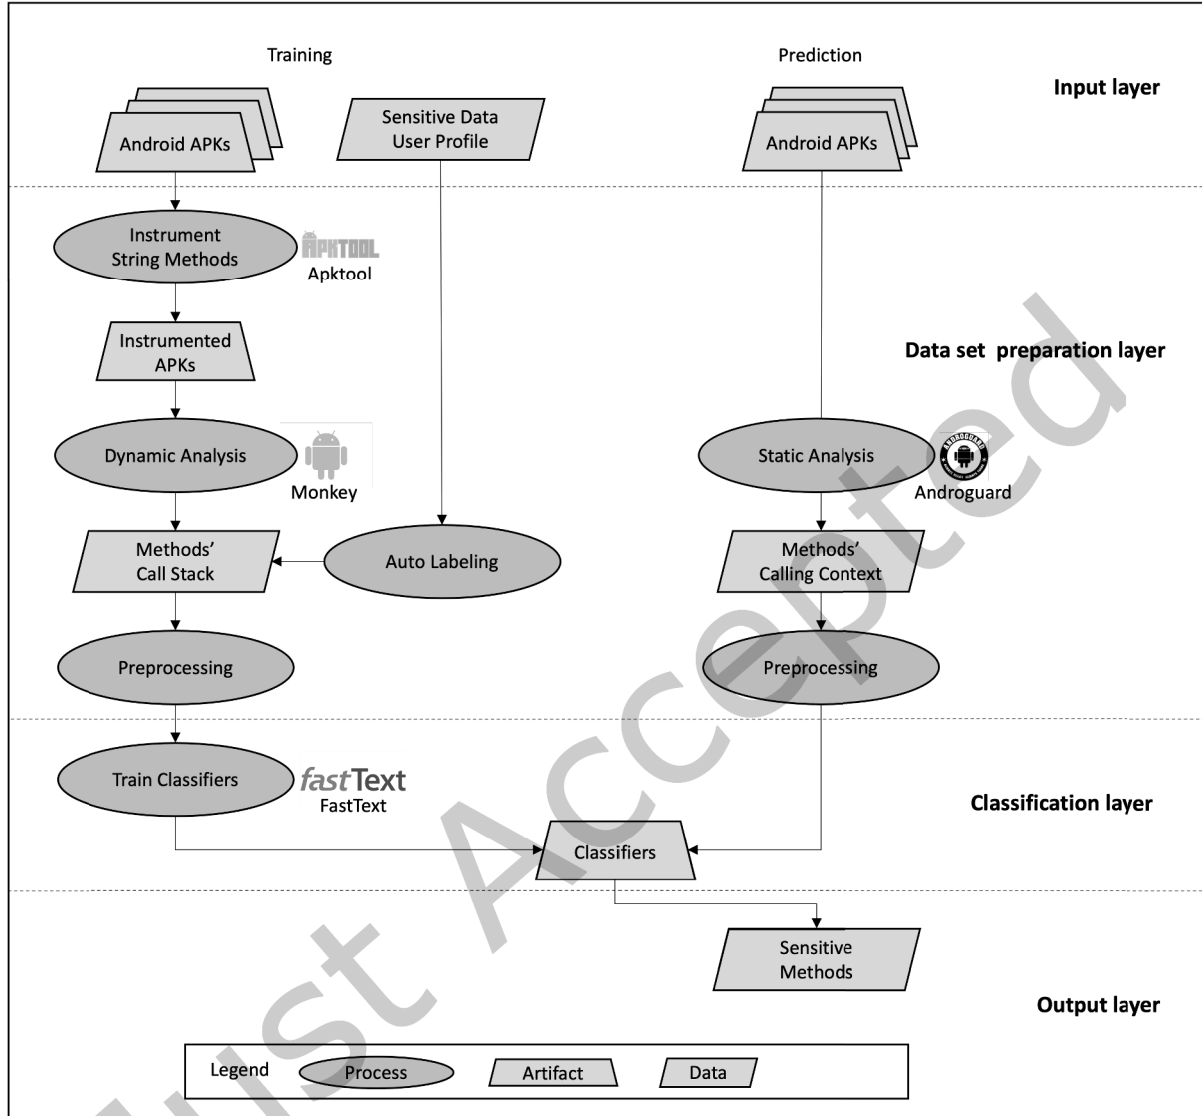 Training
Prediction
Input layer
Android APKs
Sensitive Data
User Profile
Android APKs
Instrument
String Methods
APKTOOL
Apktool
Instrumented
APKs
Data set preparation layer
Dynamic Analysis
Monkey
Static Analysis
ANDROGUARD
Androguard
Methods'
Call Stack
Auto Labeling
Methods'
Calling Context
Preprocessing
Preprocessing
Train Classifiers
fastText
FastText
Classification layer
Classifiers
Sensitive
Methods
Output layer
Legend
Process
Artifact
Data
Just Accepted